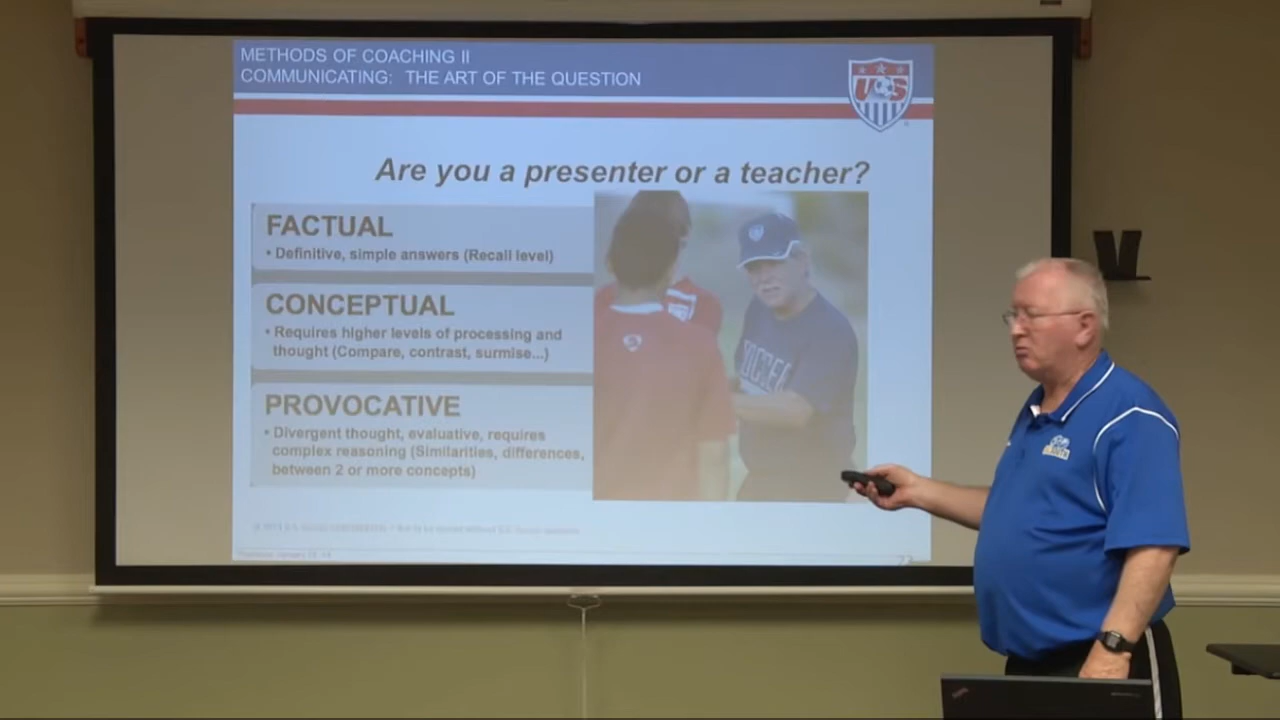 METHODS OF COACHING II
COMMUNICATING: THE ART OF THE QUESTION
US
Are you a presenter or a teacher?
FACTUAL
• Definitive, simple answers (Recall level)
CONCEPTUAL
• Requires higher levels of processing and
thought (Compare, contrast, surmise...)
PROVOCATIVE
• Divergent thought, evaluative, requires
complex reasoning (Similarities, differences,
between 2 or more concepts)